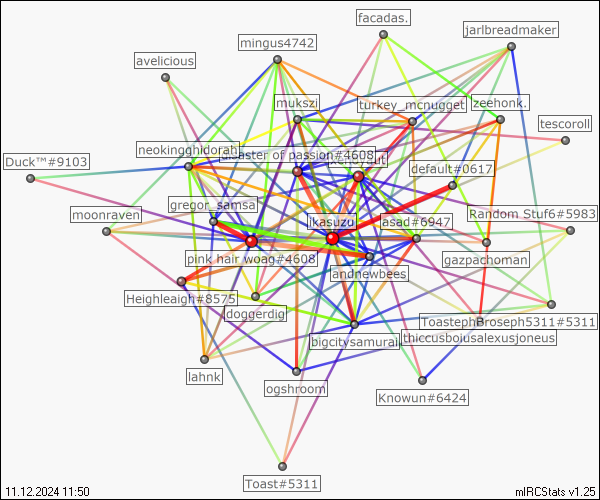 facadas.
jarlbreadmaker
mingus4742
avelicious
mukszi
turkey_mcnugget
zeehonk.
tescoroll
neokingghidorah
disaster of passion#4608
Duck™#9103
default#0617
gregor_samsa
jkasuzu
asad#6947
Random Stuf6#5983
moonraven
pink hair woag#4608
gazpachoman
andnewbees
Heighleaigh#8575
doggerdig
ToastephBroseph5311#5311
bigcitysamurai
thiccusboiusalexusjoneus
lahnk
ogshroom
Knowun#6424
Toast#5311
11.12.2024 11:50
mIRCStats v1.25